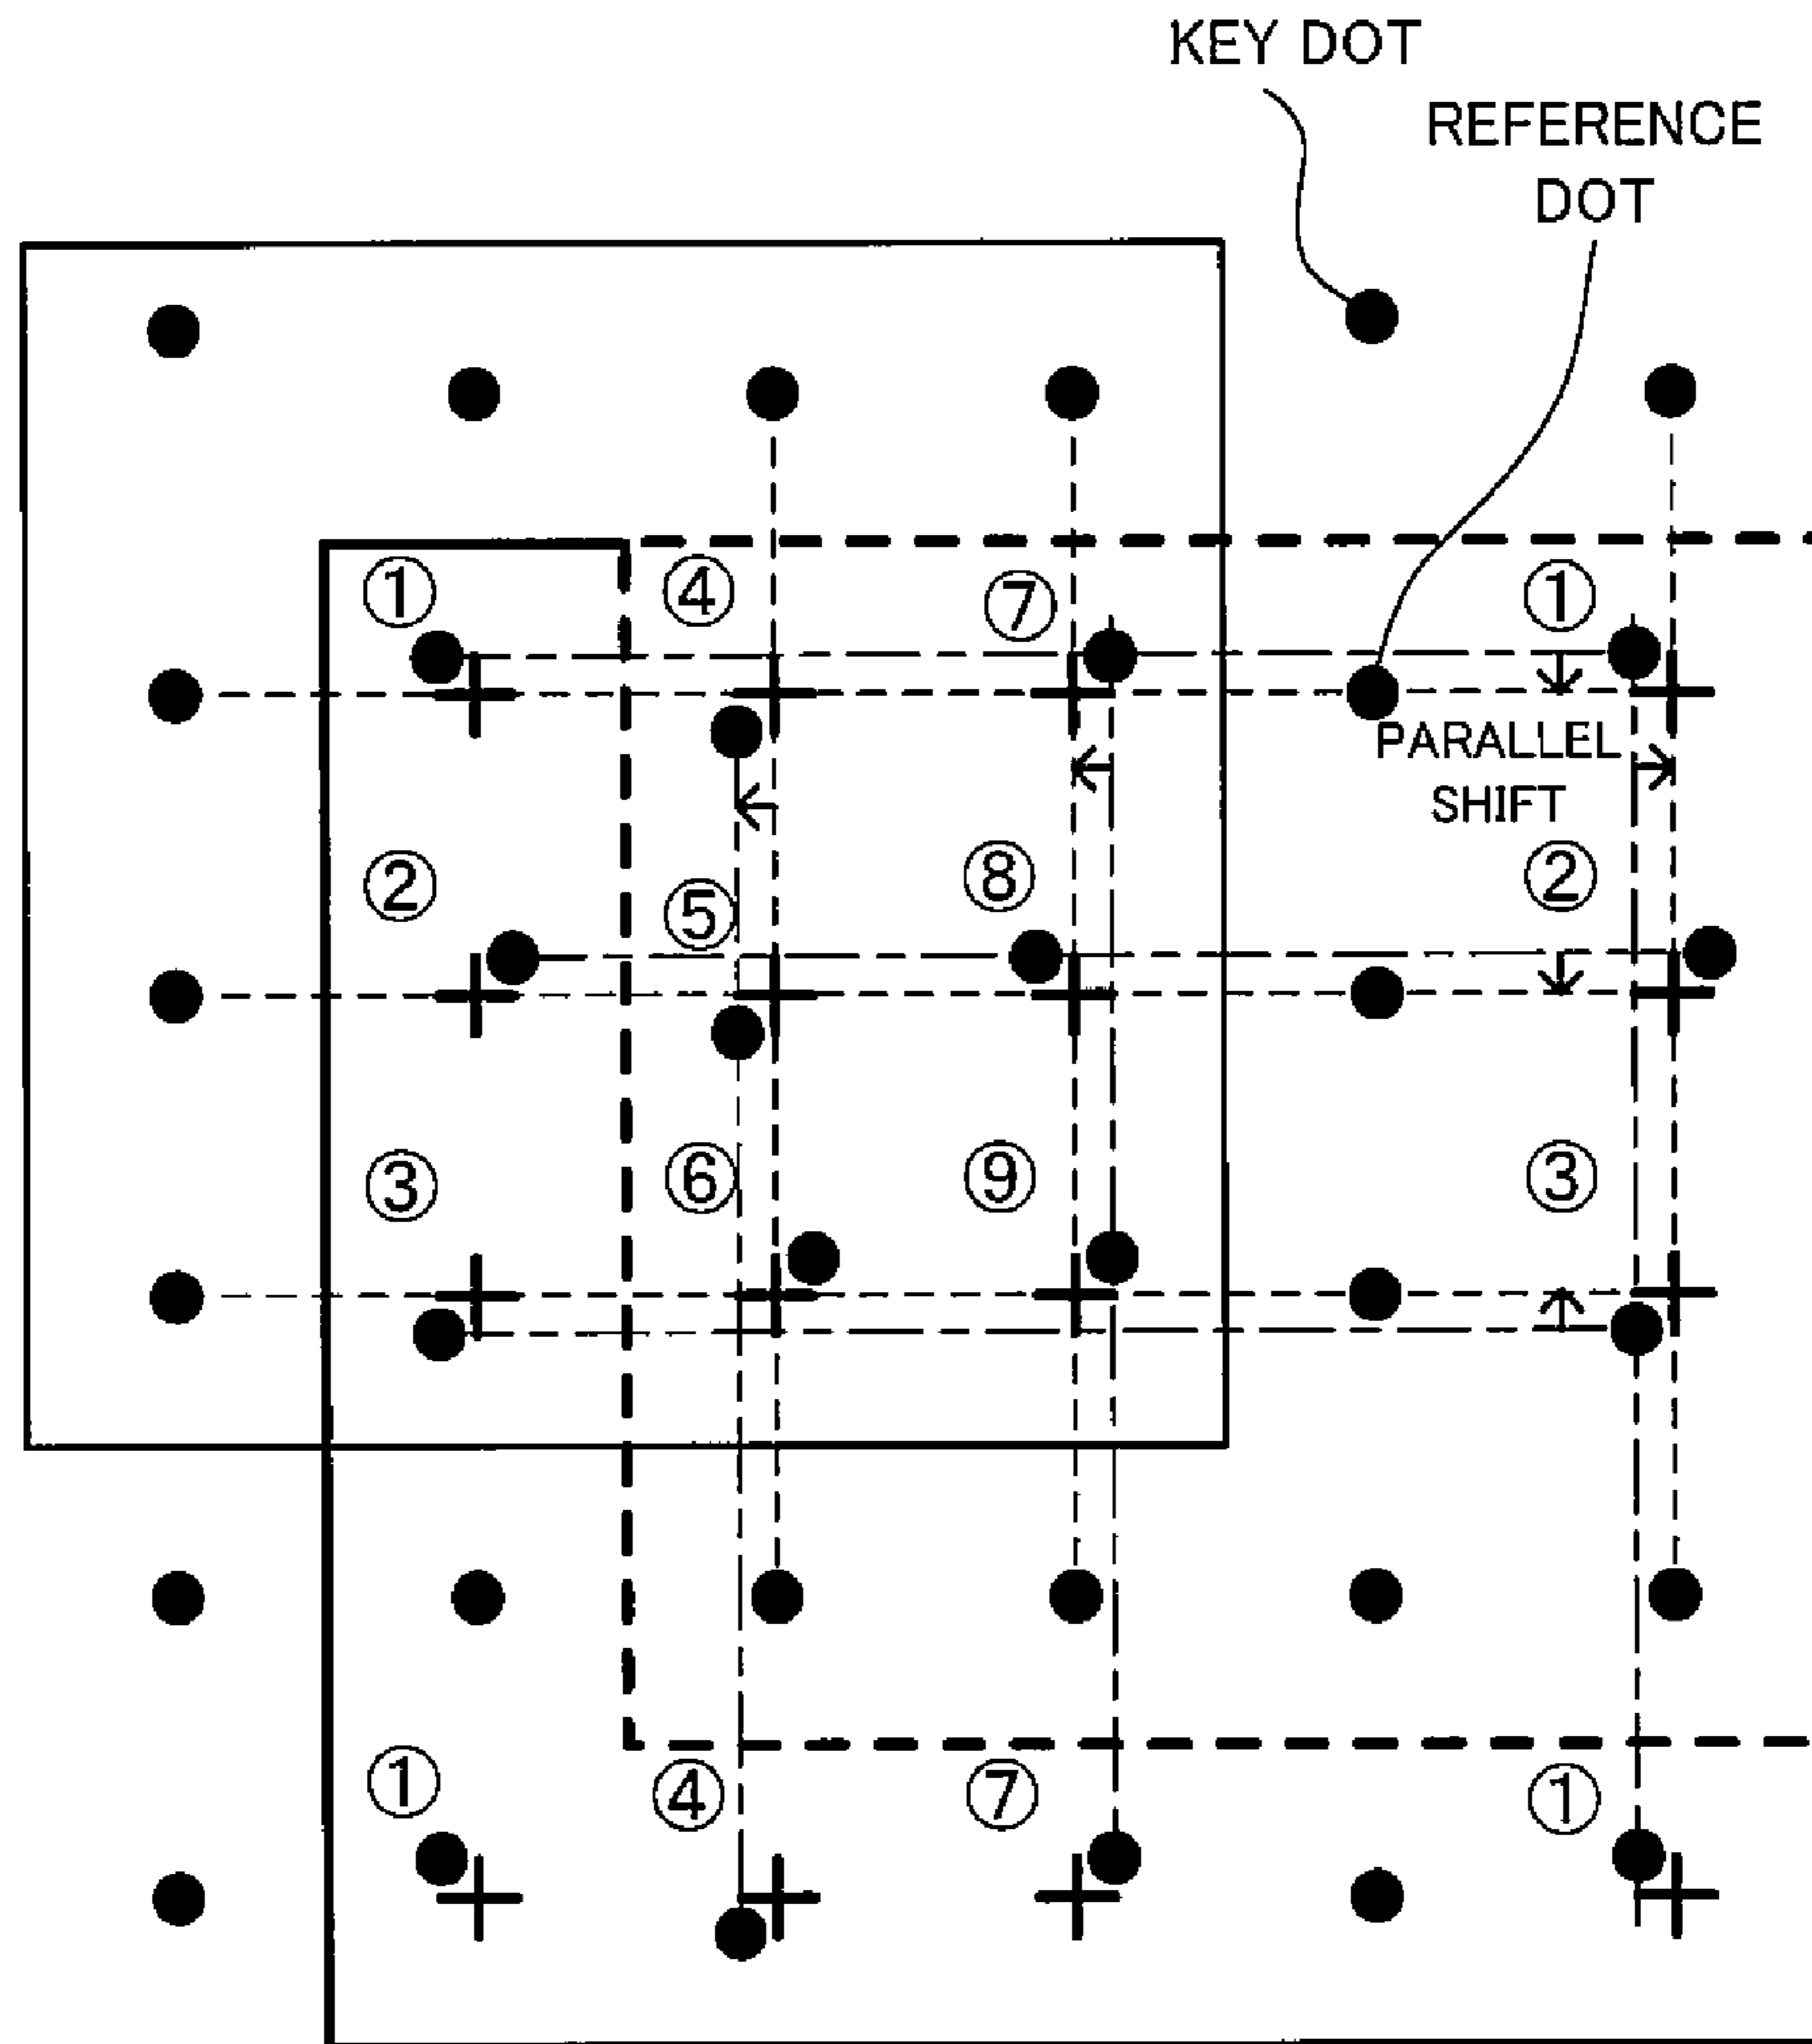 KEY DOT
REFERENCE
DOT
① ④ ⑦ ①
PARALLEL
SHIFT
② ⑤ ⑧ ②
③ ⑥ ⑨ ③
① ④ ⑦ ①